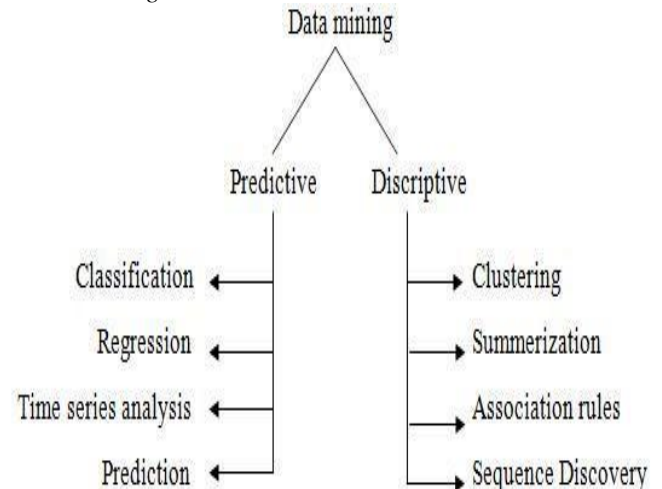 Data mining
Predictive Discriptive
Classification Clustering
Regression Summerization
Time series analysis Association rules
Prediction Sequence Discovery